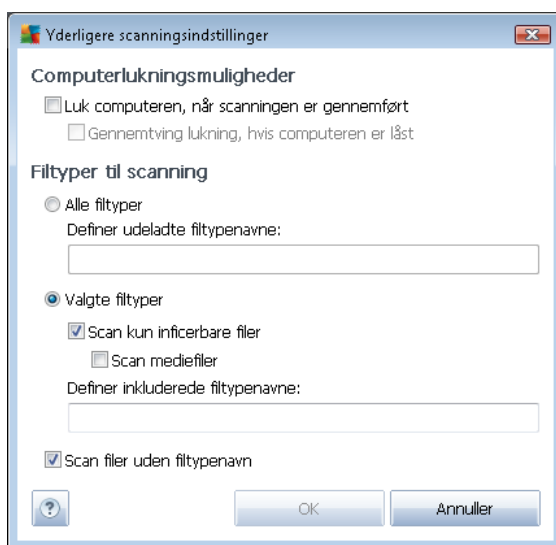 Yderligere scanningsindstillinger
Computerlukningsmuligheder
Luk computeren, når scanningen er gennemført
Gennemtving lukning, hvis computeren er låst
Filtyper til scanning
Alle filtyper
Definer udeladte filtypenavne:
Valgte filtyper
Scan kun inficerbare filer
Scan mediefiler
Definer inkluderede filtypenavne:
Scan filer uden filtypenavn
? OK Annuller